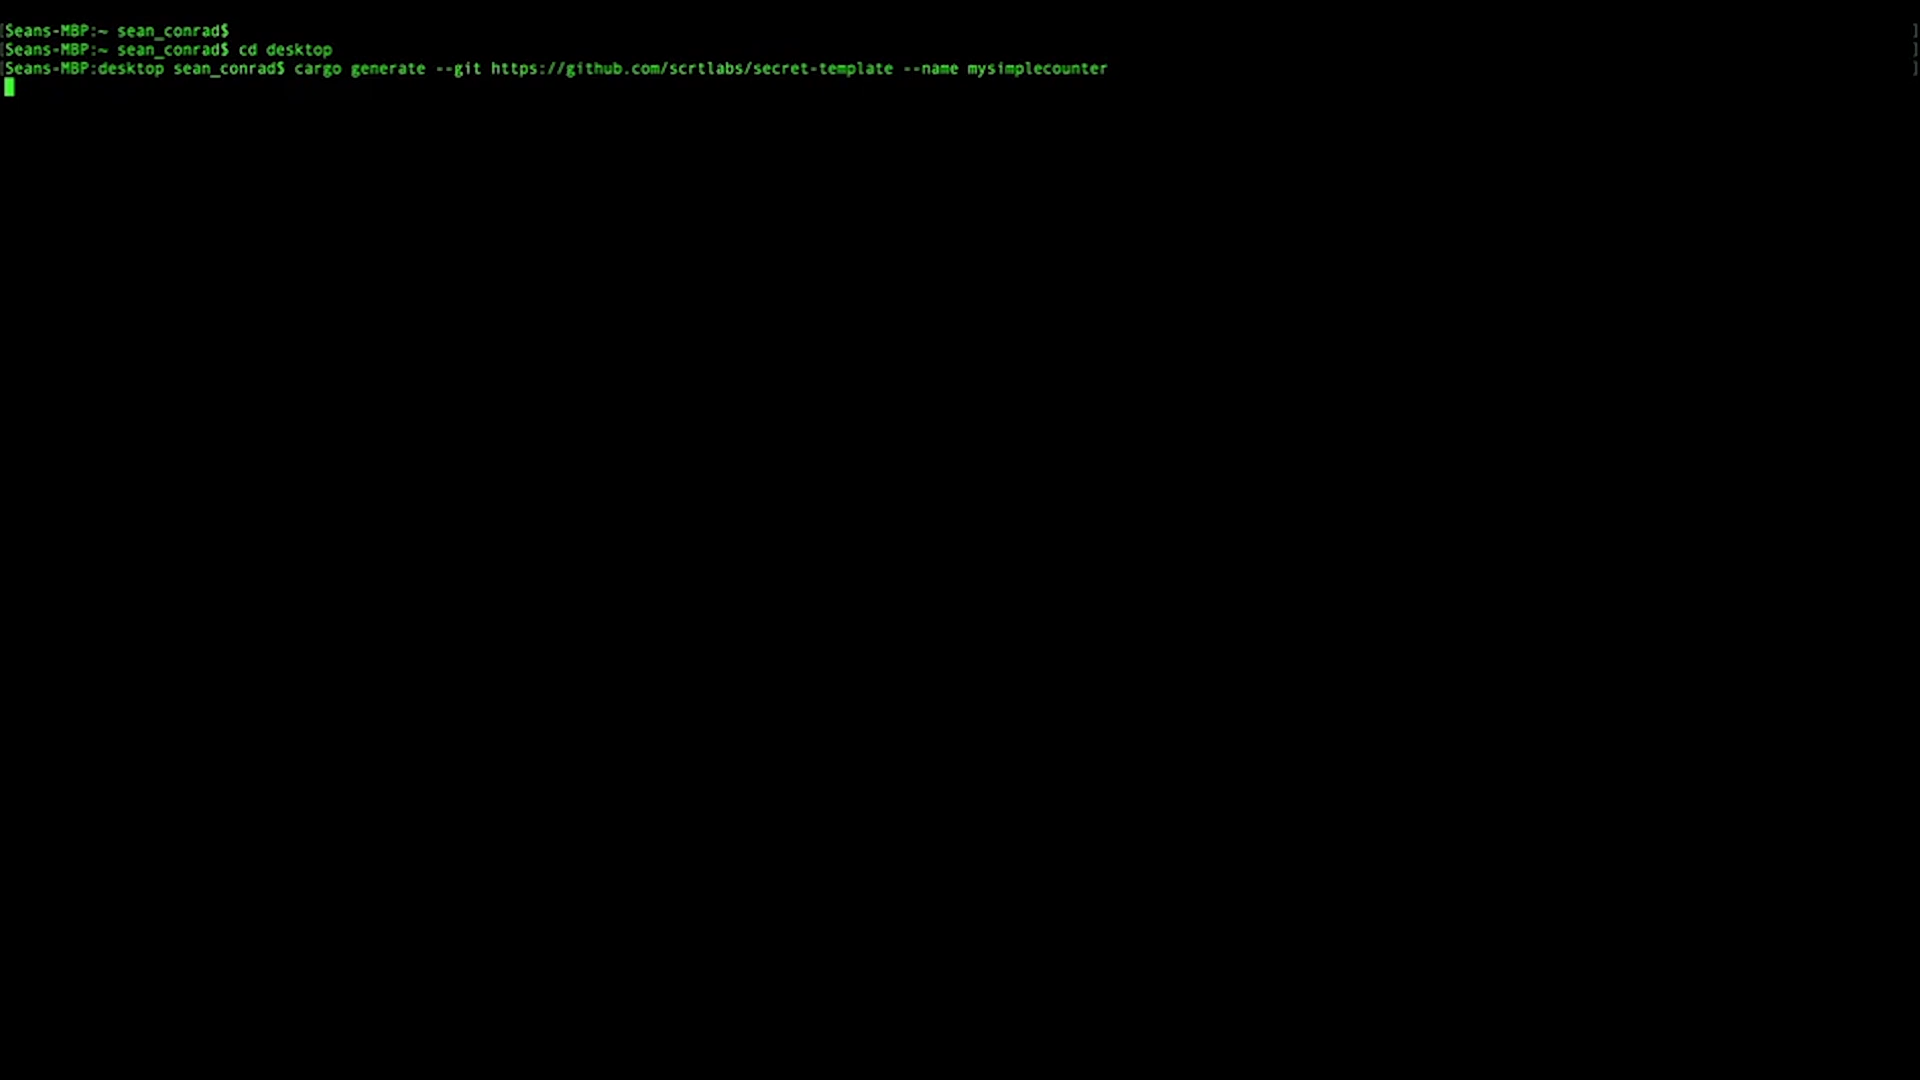 [Seans-MBP:~ sean_conrad$ ]
[Seans-MBP:~ sean_conrad$ cd desktop ]
[Seans-MBP:desktop sean_conrad$ cargo generate --git https://github.com/scrtlabs/secret-template --name mysimplecounter ]